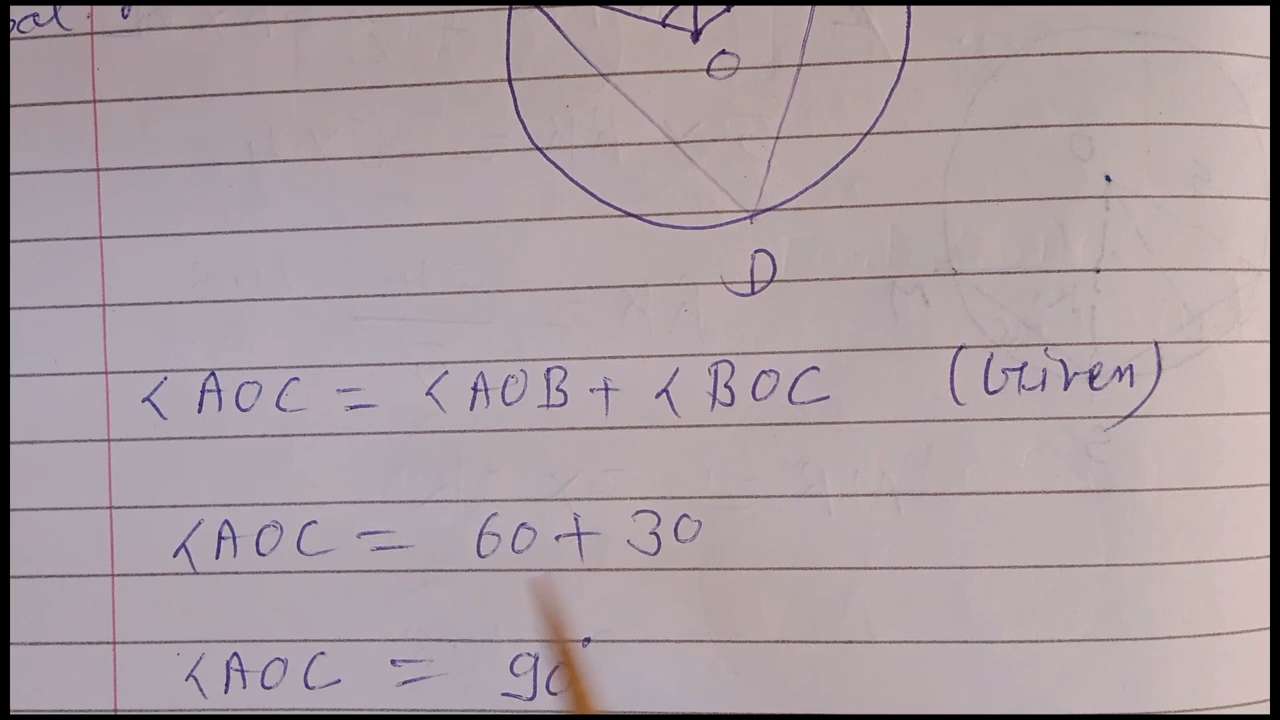 O
D
∠AOC = ∠AOB + ∠BOC (Given)
∠AOC = 60 + 30
∠AOC = 90°